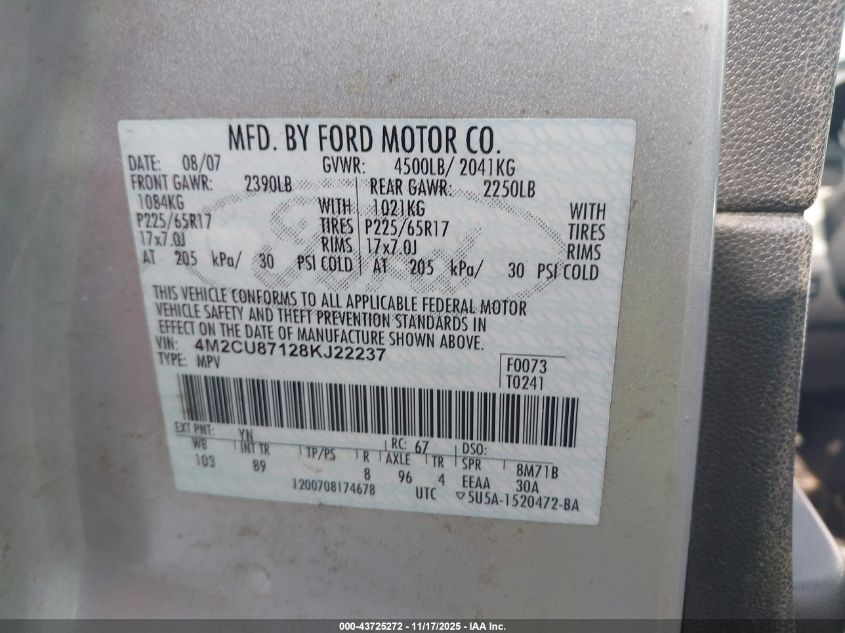 MFD. BY FORD MOTOR CO.
DATE: 08/07 GVWR: 4500LB/ 2041KG
FRONT GAWR: 2390LB REAR GAWR: 2250LB
1084KG WITH 1021KG WITH
P225/65R17 TIRES P225/65R17 TIRES
17x7.0J RIMS 17x7.0J RIMS
AT 205 kPa/ 30 PSI COLD AT 205 kPa/ 30 PSI COLD
THIS VEHICLE CONFORMS TO ALL APPLICABLE FEDERAL MOTOR
VEHICLE SAFETY AND THEFT PREVENTION STANDARDS IN
EFFECT ON THE DATE OF MANUFACTURE SHOWN ABOVE.
VIN: 4M2CU87128KJ22237
TYPE: MPV
F0073
T0241
EXT PNT: YN RC: 67 DSO:
WB INT TR TP/PS R AXLE TR SPR 8M71B
103 89 8 96 4 EEAA 30A
1200708174678 UTC ▽5U5A-1520472-BA
000-43725272 - 11/17/2025 - IAA Inc.